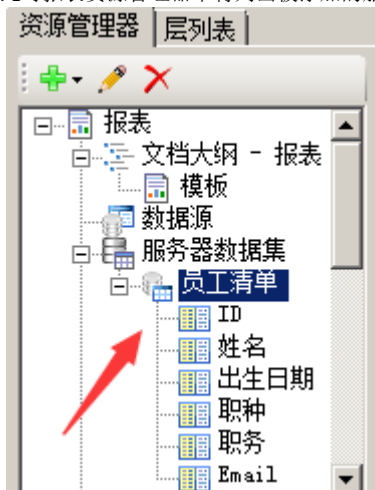 资源管理器 层列表
报表
文档大纲 - 报表
模板
数据源
服务器数据集
员工清单
ID
姓名
出生日期
职种
职务
Email